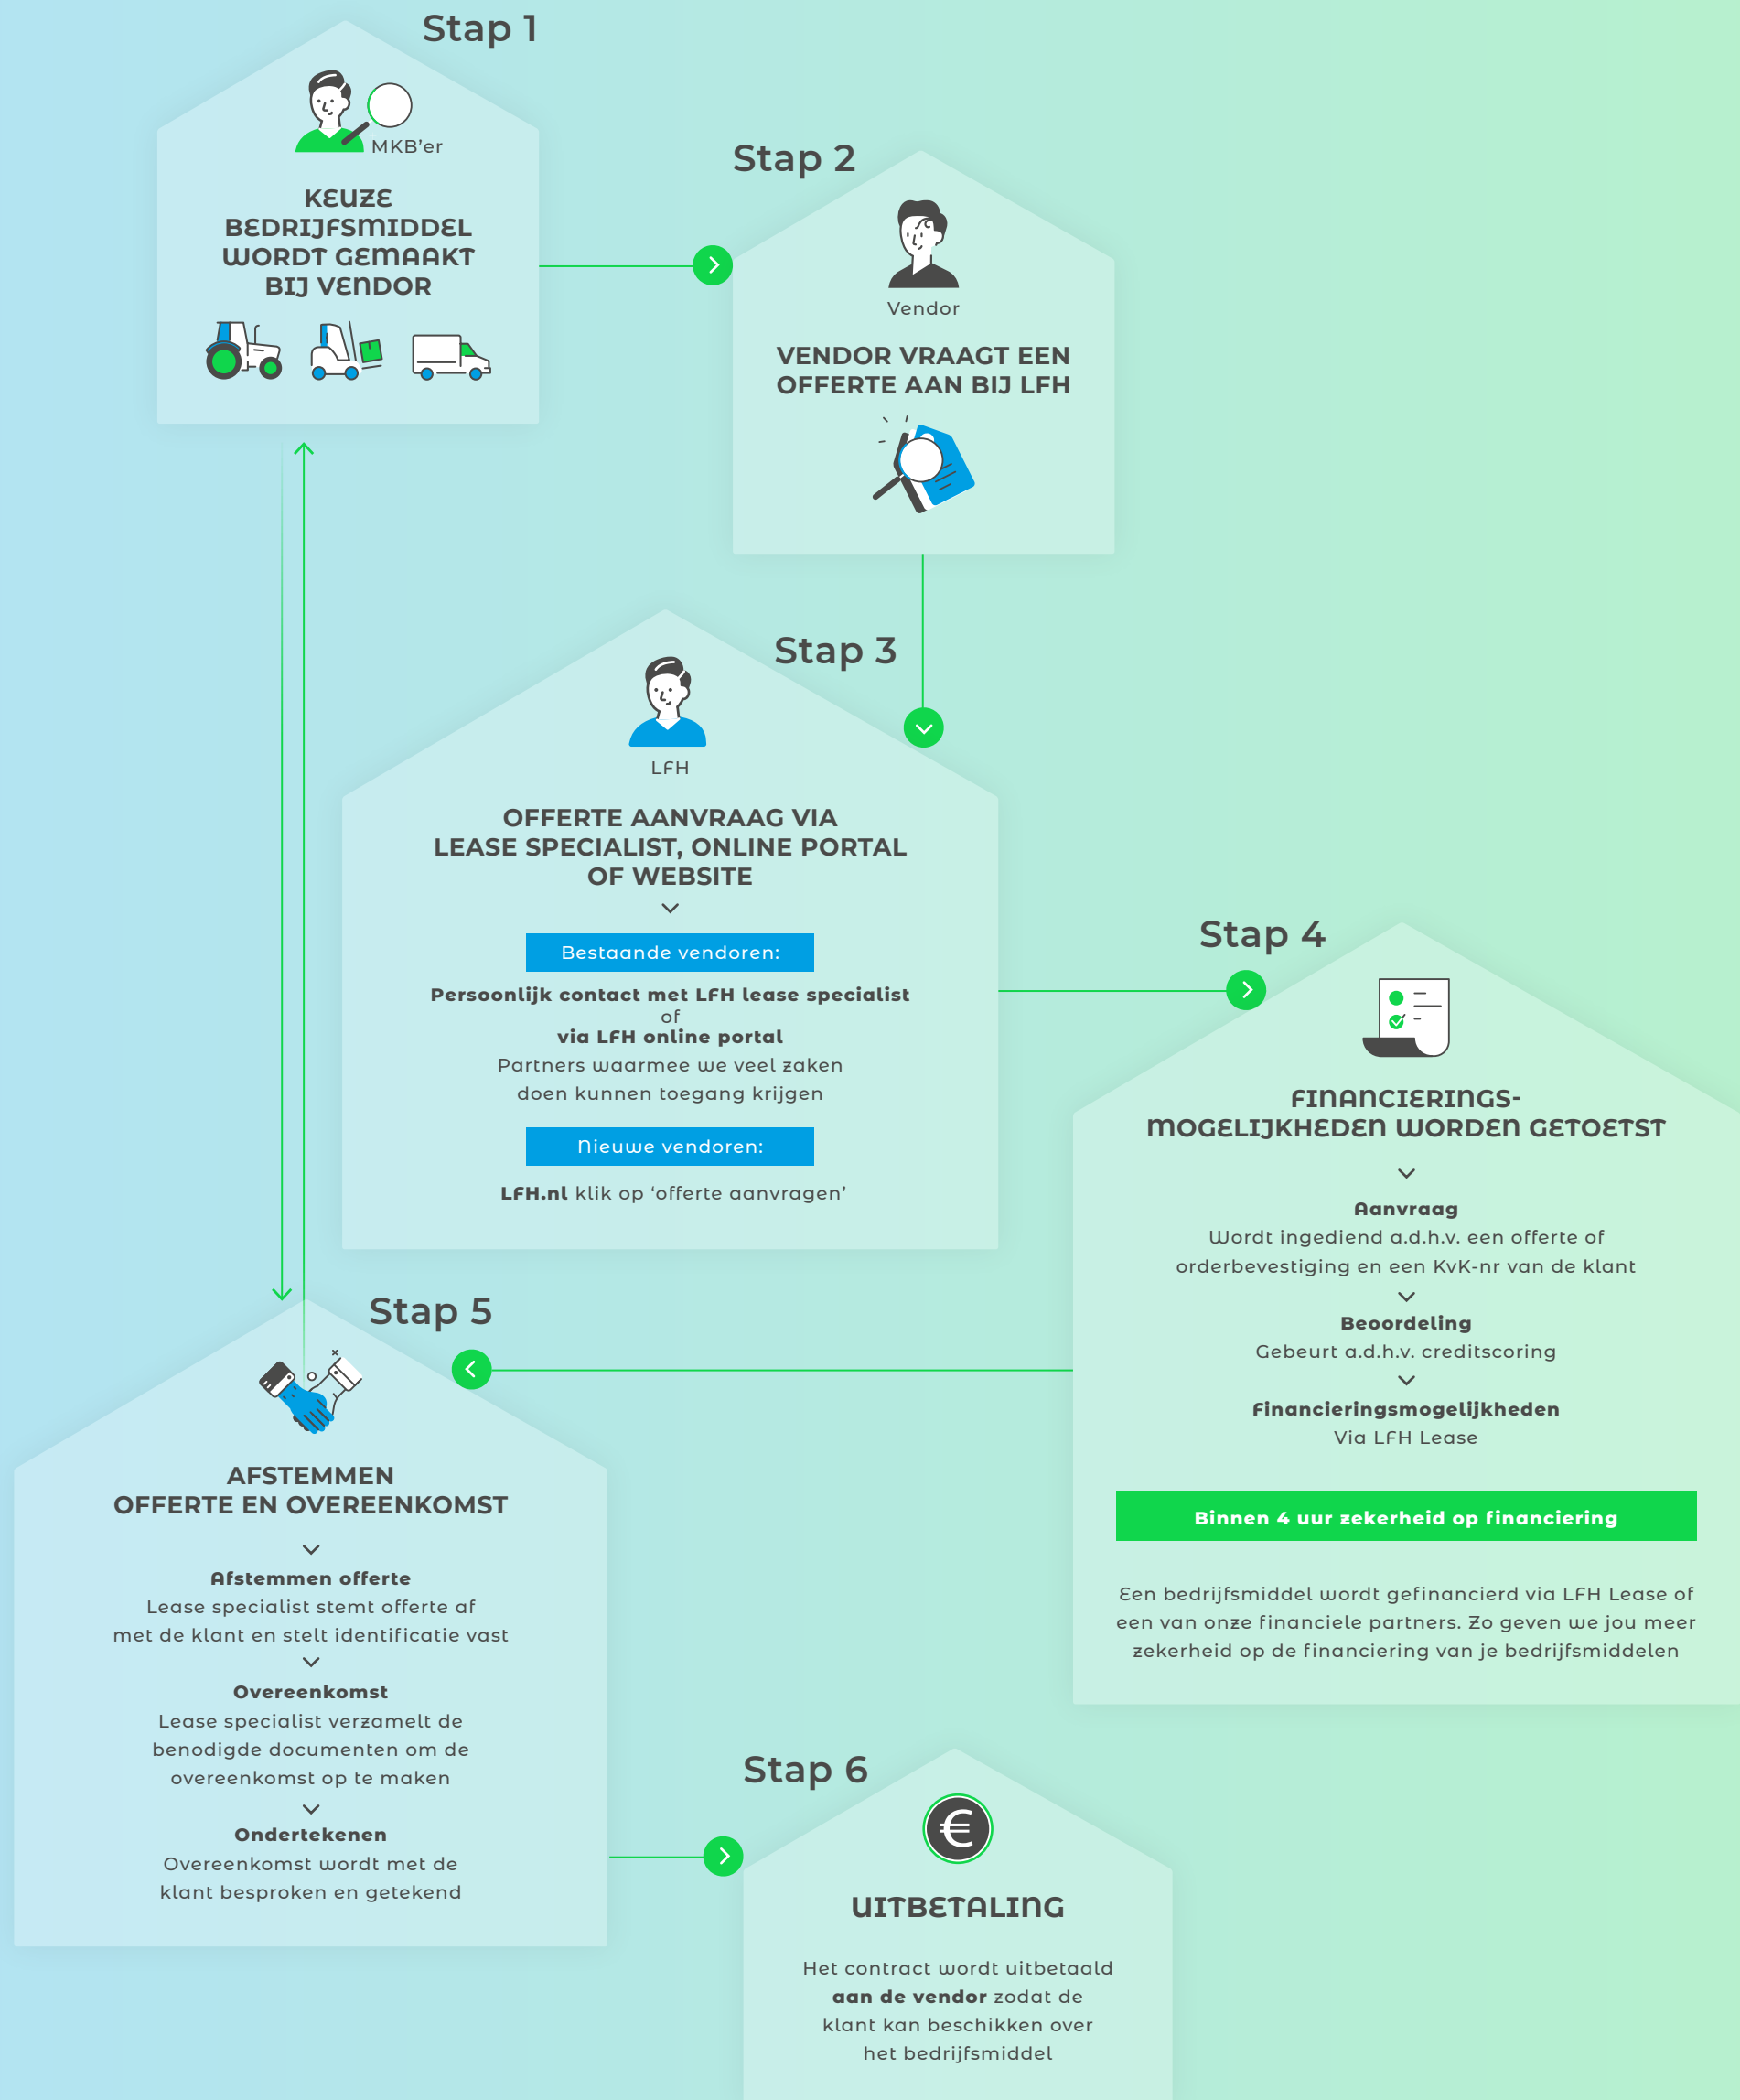 Stap 1
MKB'er
KEUZE
BEDRIJFSMIDDEL
WORDT GEMAAKT
BIJ VENDOR
Stap 2
Vendor
VENDOR VRAAGT EEN
OFFERTE AAN BIJ LFH
Stap 3
LFH
OFFERTE AANVRAAG VIA
LEASE SPECIALIST, ONLINE PORTAL
OF WEBSITE
Bestaande vendoren:
Persoonlijk contact met LFH lease specialist
of
via LFH online portal
Partners waarmee we veel zaken
doen kunnen toegang krijgen
Nieuwe vendoren:
LFH.nl klik op ‘offerte aanvragen’
Stap 4
FINANCIERINGS-
MOGELIJKHEDEN WORDEN GETOETST
Aanvraag
Wordt ingediend a.d.h.v. een offerte of
orderbevestiging en een KvK-nr van de klant
Beoordeling
Gebeurt a.d.h.v. creditscoring
Financieringsmogelijkheden
Via LFH Lease
Binnen 4 uur zekerheid op financiering
Een bedrijfsmiddel wordt gefinancierd via LFH Lease of
een van onze financiele partners. Zo geven we jou meer
zekerheid op de financiering van je bedrijfsmiddelen
Stap 5
AFSTEMMEN
OFFERTE EN OVEREENKOMST
Afstemmen offerte
Lease specialist stemt offerte af
met de klant en stelt identificatie vast
Overeenkomst
Lease specialist verzamelt de
benodigde documenten om de
overeenkomst op te maken
Ondertekenen
Overeenkomst wordt met de
klant besproken en getekend
Stap 6
€
UITBETALING
Het contract wordt uitbetaald
aan de vendor zodat de
klant kan beschikken over
het bedrijfsmiddel